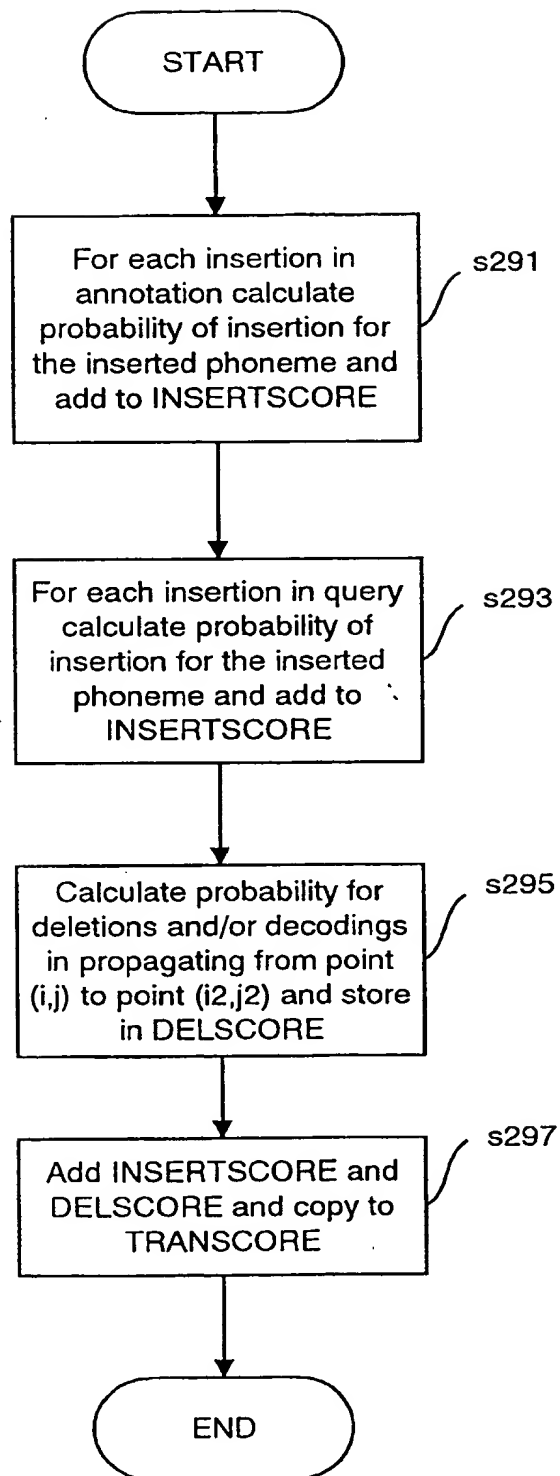 START
For each insertion in
annotation calculate
probability of insertion for
the inserted phoneme and
add to INSERTSCORE
s291
For each insertion in query
calculate probability of
insertion for the inserted
phoneme and add to
INSERTSCORE
s293
Calculate probability for
deletions and/or decodings
in propagating from point
(i,j) to point (i2,j2) and store
in DELSCORE
s295
Add INSERTSCORE and
DELSCORE and copy to
TRANSCORE
s297
END